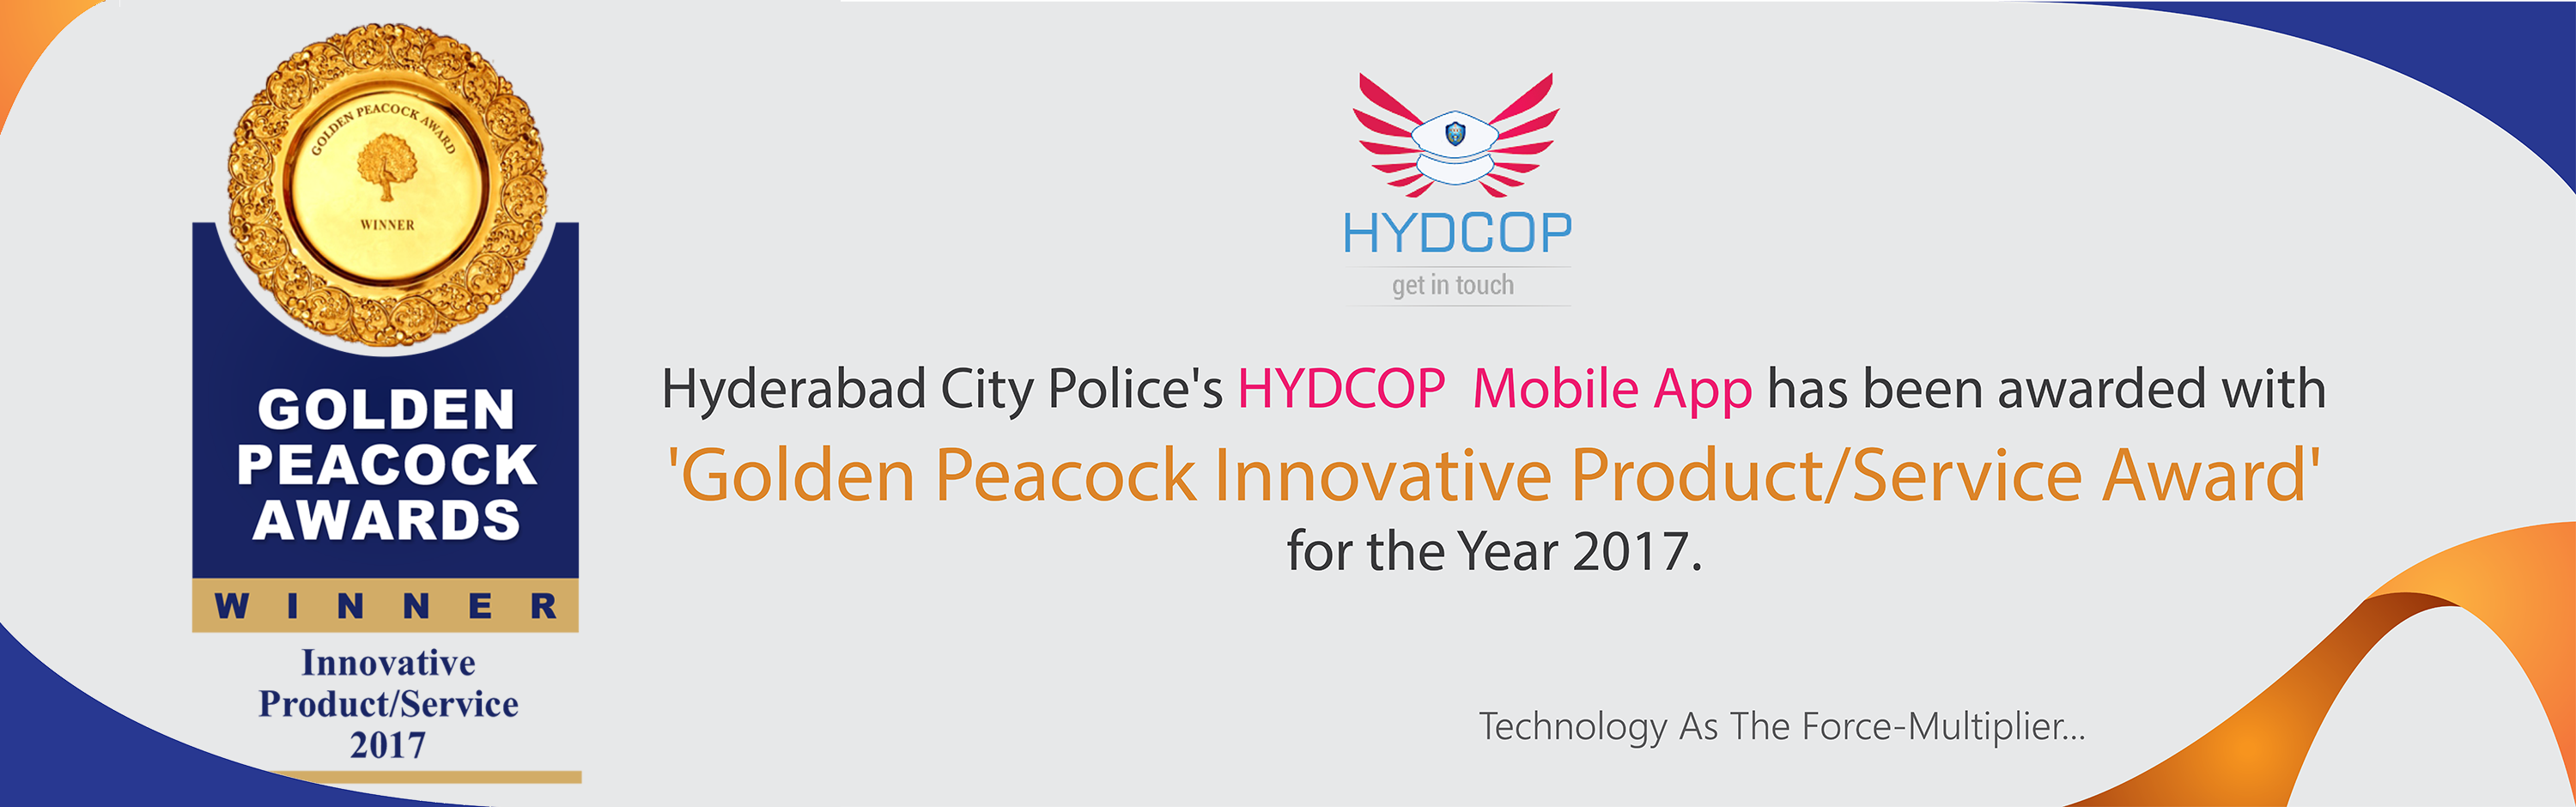 GOLDEN PEACOCK AWARD
WINNER
GOLDEN
PEACOCK
AWARDS
WINNER
Innovative
Product/Service
2017
HYDCOP
get in touch
Hyderabad City Police's HYDCOP Mobile App has been awarded with
'Golden Peacock Innovative Product/Service Award'
for the Year 2017.
Technology As The Force-Multiplier...